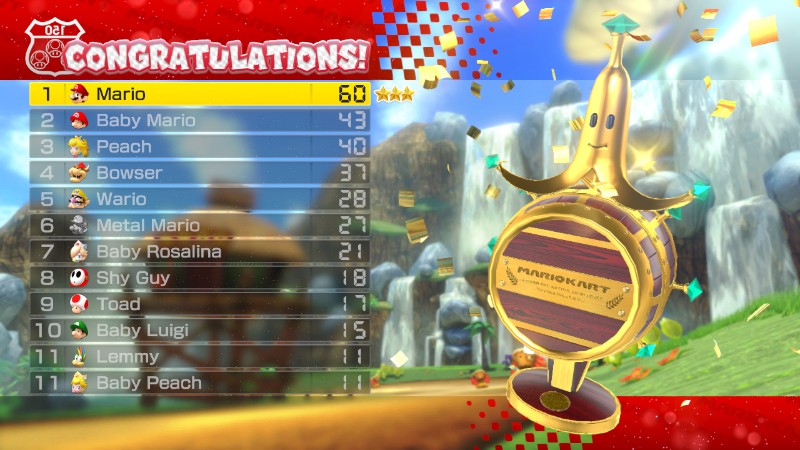 150
CONGRATULATIONS!
1 Mario 60
2 Baby Mario 43
3 Peach 40
4 Bowser 37
5 Wario 28
6 Metal Mario 27
7 Baby Rosalina 21
8 Shy Guy 18
9 Toad 17
10 Baby Luigi 15
11 Lemmy 11
11 Baby Peach 11
MARIOKART